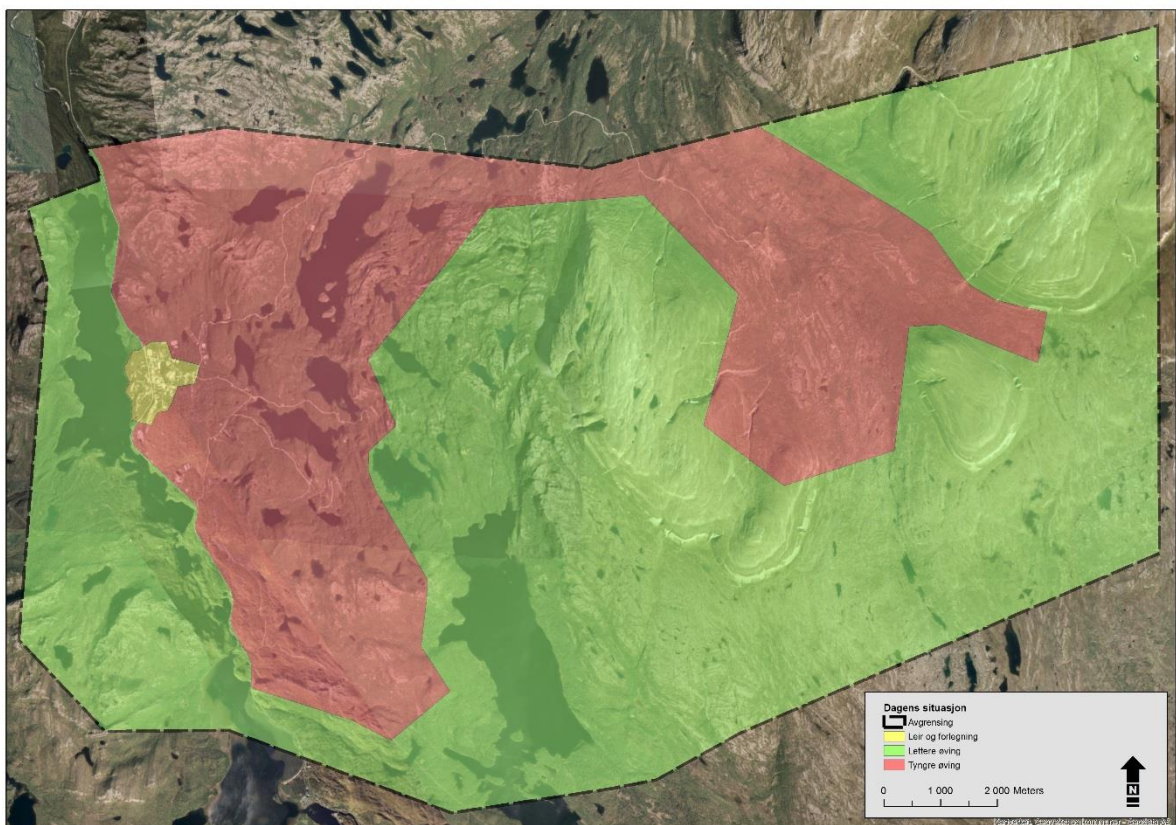 Dagens situasjon
Avgrensing
Leir og forlegning
Lettere øving
Tyngre øving
0 1 000 2 000 Meters
N